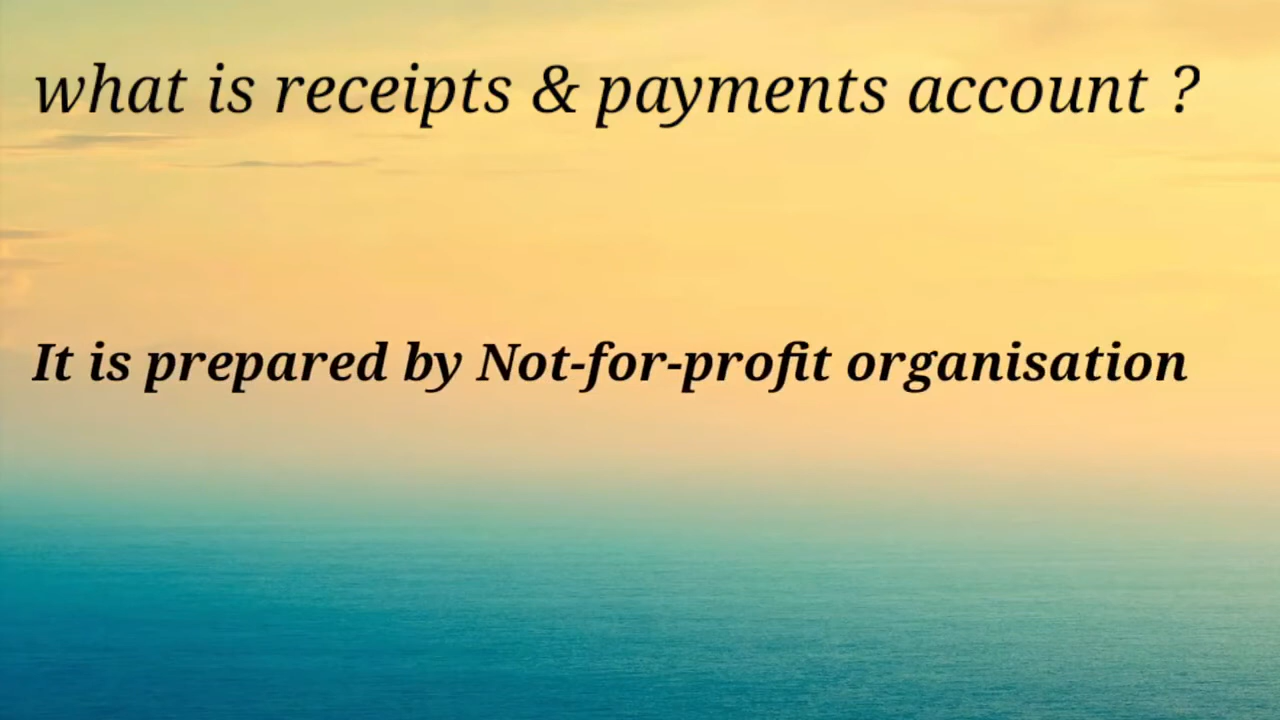 what is receipts & payments account ?
It is prepared by Not-for-profit organisation